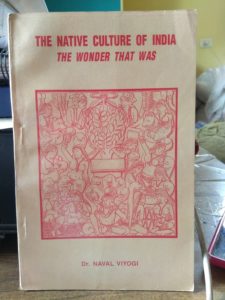 THE NATIVE CULTURE OF INDIA
THE WONDER THAT WAS
Dr. NAVAL VIYOGI